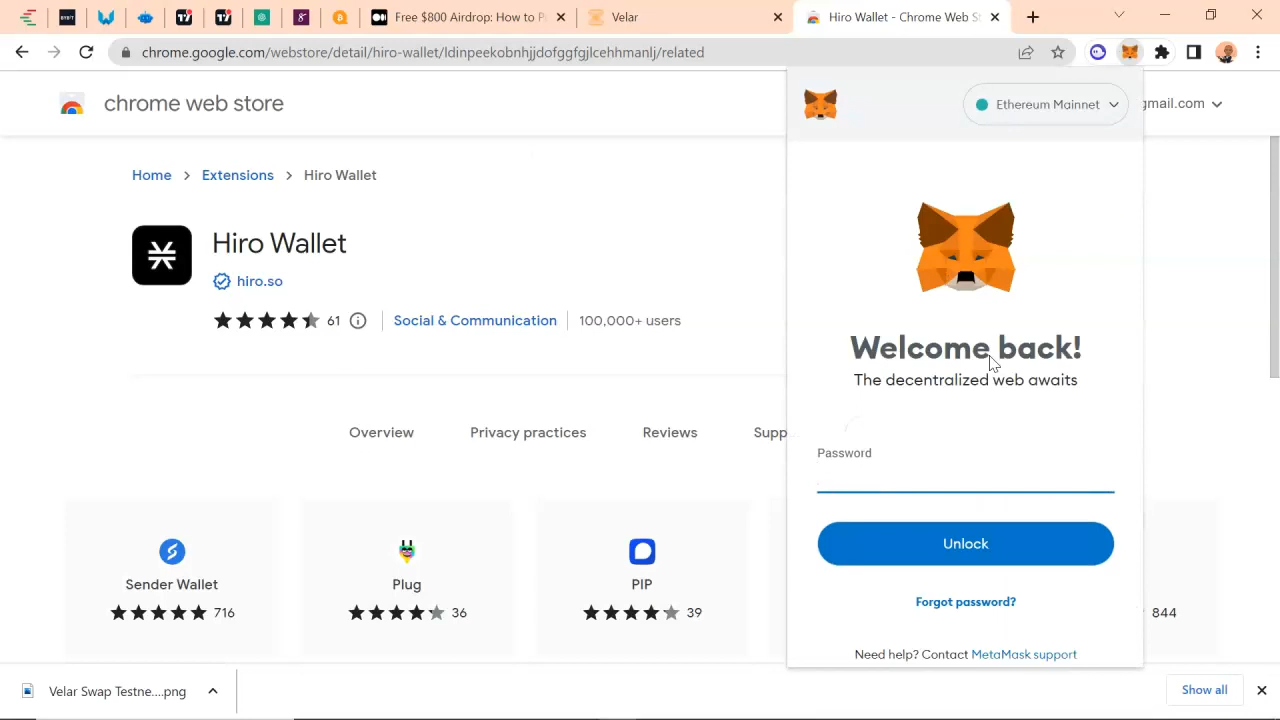 BYBIT
Free $800 Airdrop: How to P
Velar
Hiro Wallet - Chrome Web S
chrome.google.com/webstore/detail/hiro-wallet/ldinpeekobnhjjdofggfgjlcehhmanlj/related
chrome web store
Ethereum Mainnet
gmail.com
Home
Extensions
Hiro Wallet
Hiro Wallet
hiro.so
61
Social & Communication
100,000+ users
Welcome back!
The decentralized web awaits
Overview
Privacy practices
Reviews
Supp
Password
Unlock
Sender Wallet
716
Plug
36
PIP
39
844
Forgot password?
Need help? Contact MetaMask support
Velar Swap Testne....png
Show all